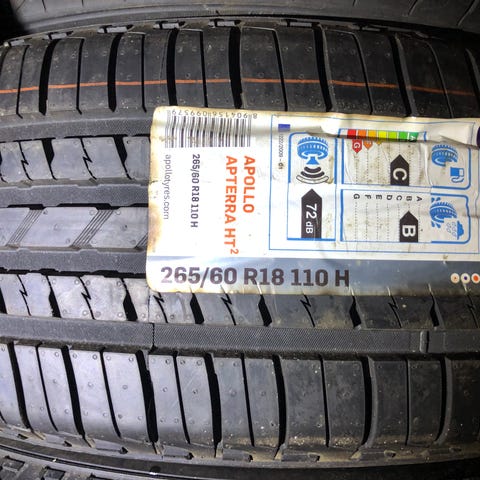 APOLLO
APTERRA HT²
265/60 R18 110 H
apollotyres.com
C
B
72 dB
265/60 R18 110 H